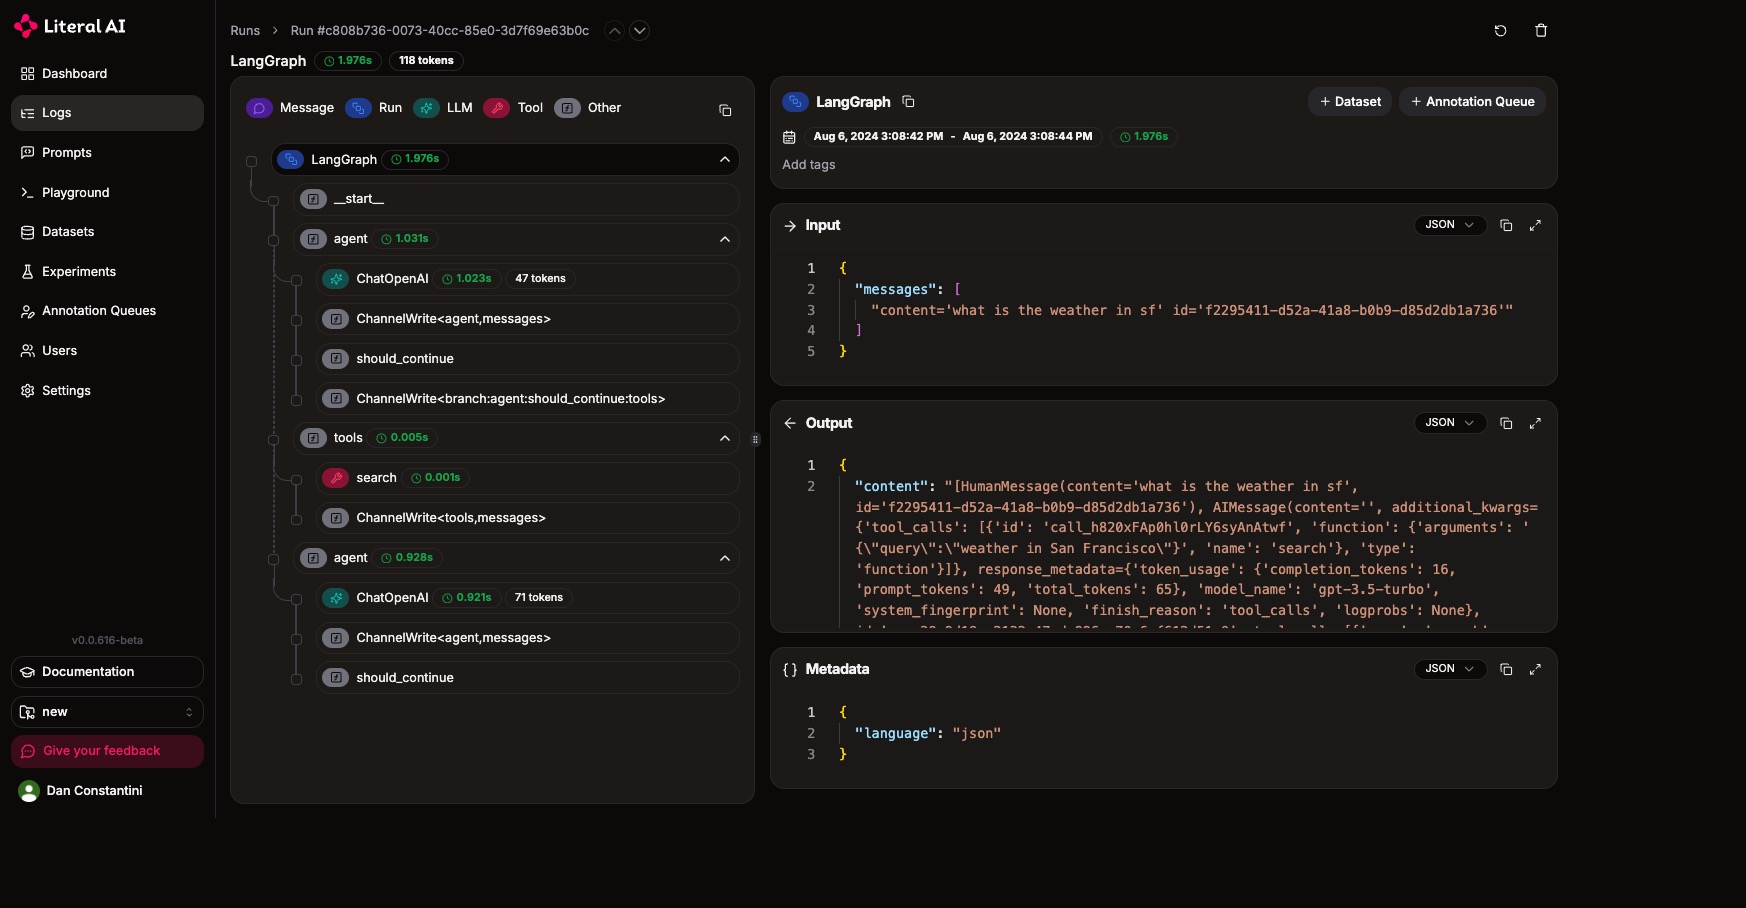 Literal AI
Dashboard
Logs
Prompts
Playground
Datasets
Experiments
Annotation Queues
Users
Settings
v0.0.616-beta
Documentation
new
Give your feedback
Dan Constantini
Runs > Run #c808b736-0073-40cc-85e0-3d7f69e63b0c
LangGraph 1.976s 118 tokens
Message Run LLM Tool Other
LangGraph 1.976s
__start__
agent 1.031s
ChatOpenAI 1.023s 47 tokens
ChannelWrite<agent,messages>
should_continue
ChannelWrite<branch:agent:should_continue:tools>
tools 0.005s
search 0.001s
ChannelWrite<tools,messages>
agent 0.928s
ChatOpenAI 0.921s 71 tokens
ChannelWrite<agent,messages>
should_continue
LangGraph
+ Dataset
+ Annotation Queue
Aug 6, 2024 3:08:42 PM - Aug 6, 2024 3:08:44 PM 1.976s
Add tags
Input JSON
1 {
2 "messages": [
3 "content='what is the weather in sf' id='f2295411-d52a-41a8-b0b9-d85d2db1a736'"
4 ]
5 }
Output JSON
1 {
2 "content": "[HumanMessage(content='what is the weather in sf',
id='f2295411-d52a-41a8-b0b9-d85d2db1a736'), AIMessage(content='', additional_kwargs=
{'tool_calls': [{'id': 'call_h820xFAp0hl0rLY6syAnAtwf', 'function': {'arguments': '
{\"query\":\"weather in San Francisco\"}', 'name': 'search'}, 'type':
'function'}]}, response_metadata={'token_usage': {'completion_tokens': 16,
'prompt_tokens': 49, 'total_tokens': 65}, 'model_name': 'gpt-3.5-turbo',
'system_fingerprint': None, 'finish_reason': 'tool_calls', 'logprobs': None},
{} Metadata JSON
1 {
2 "language": "json"
3 }